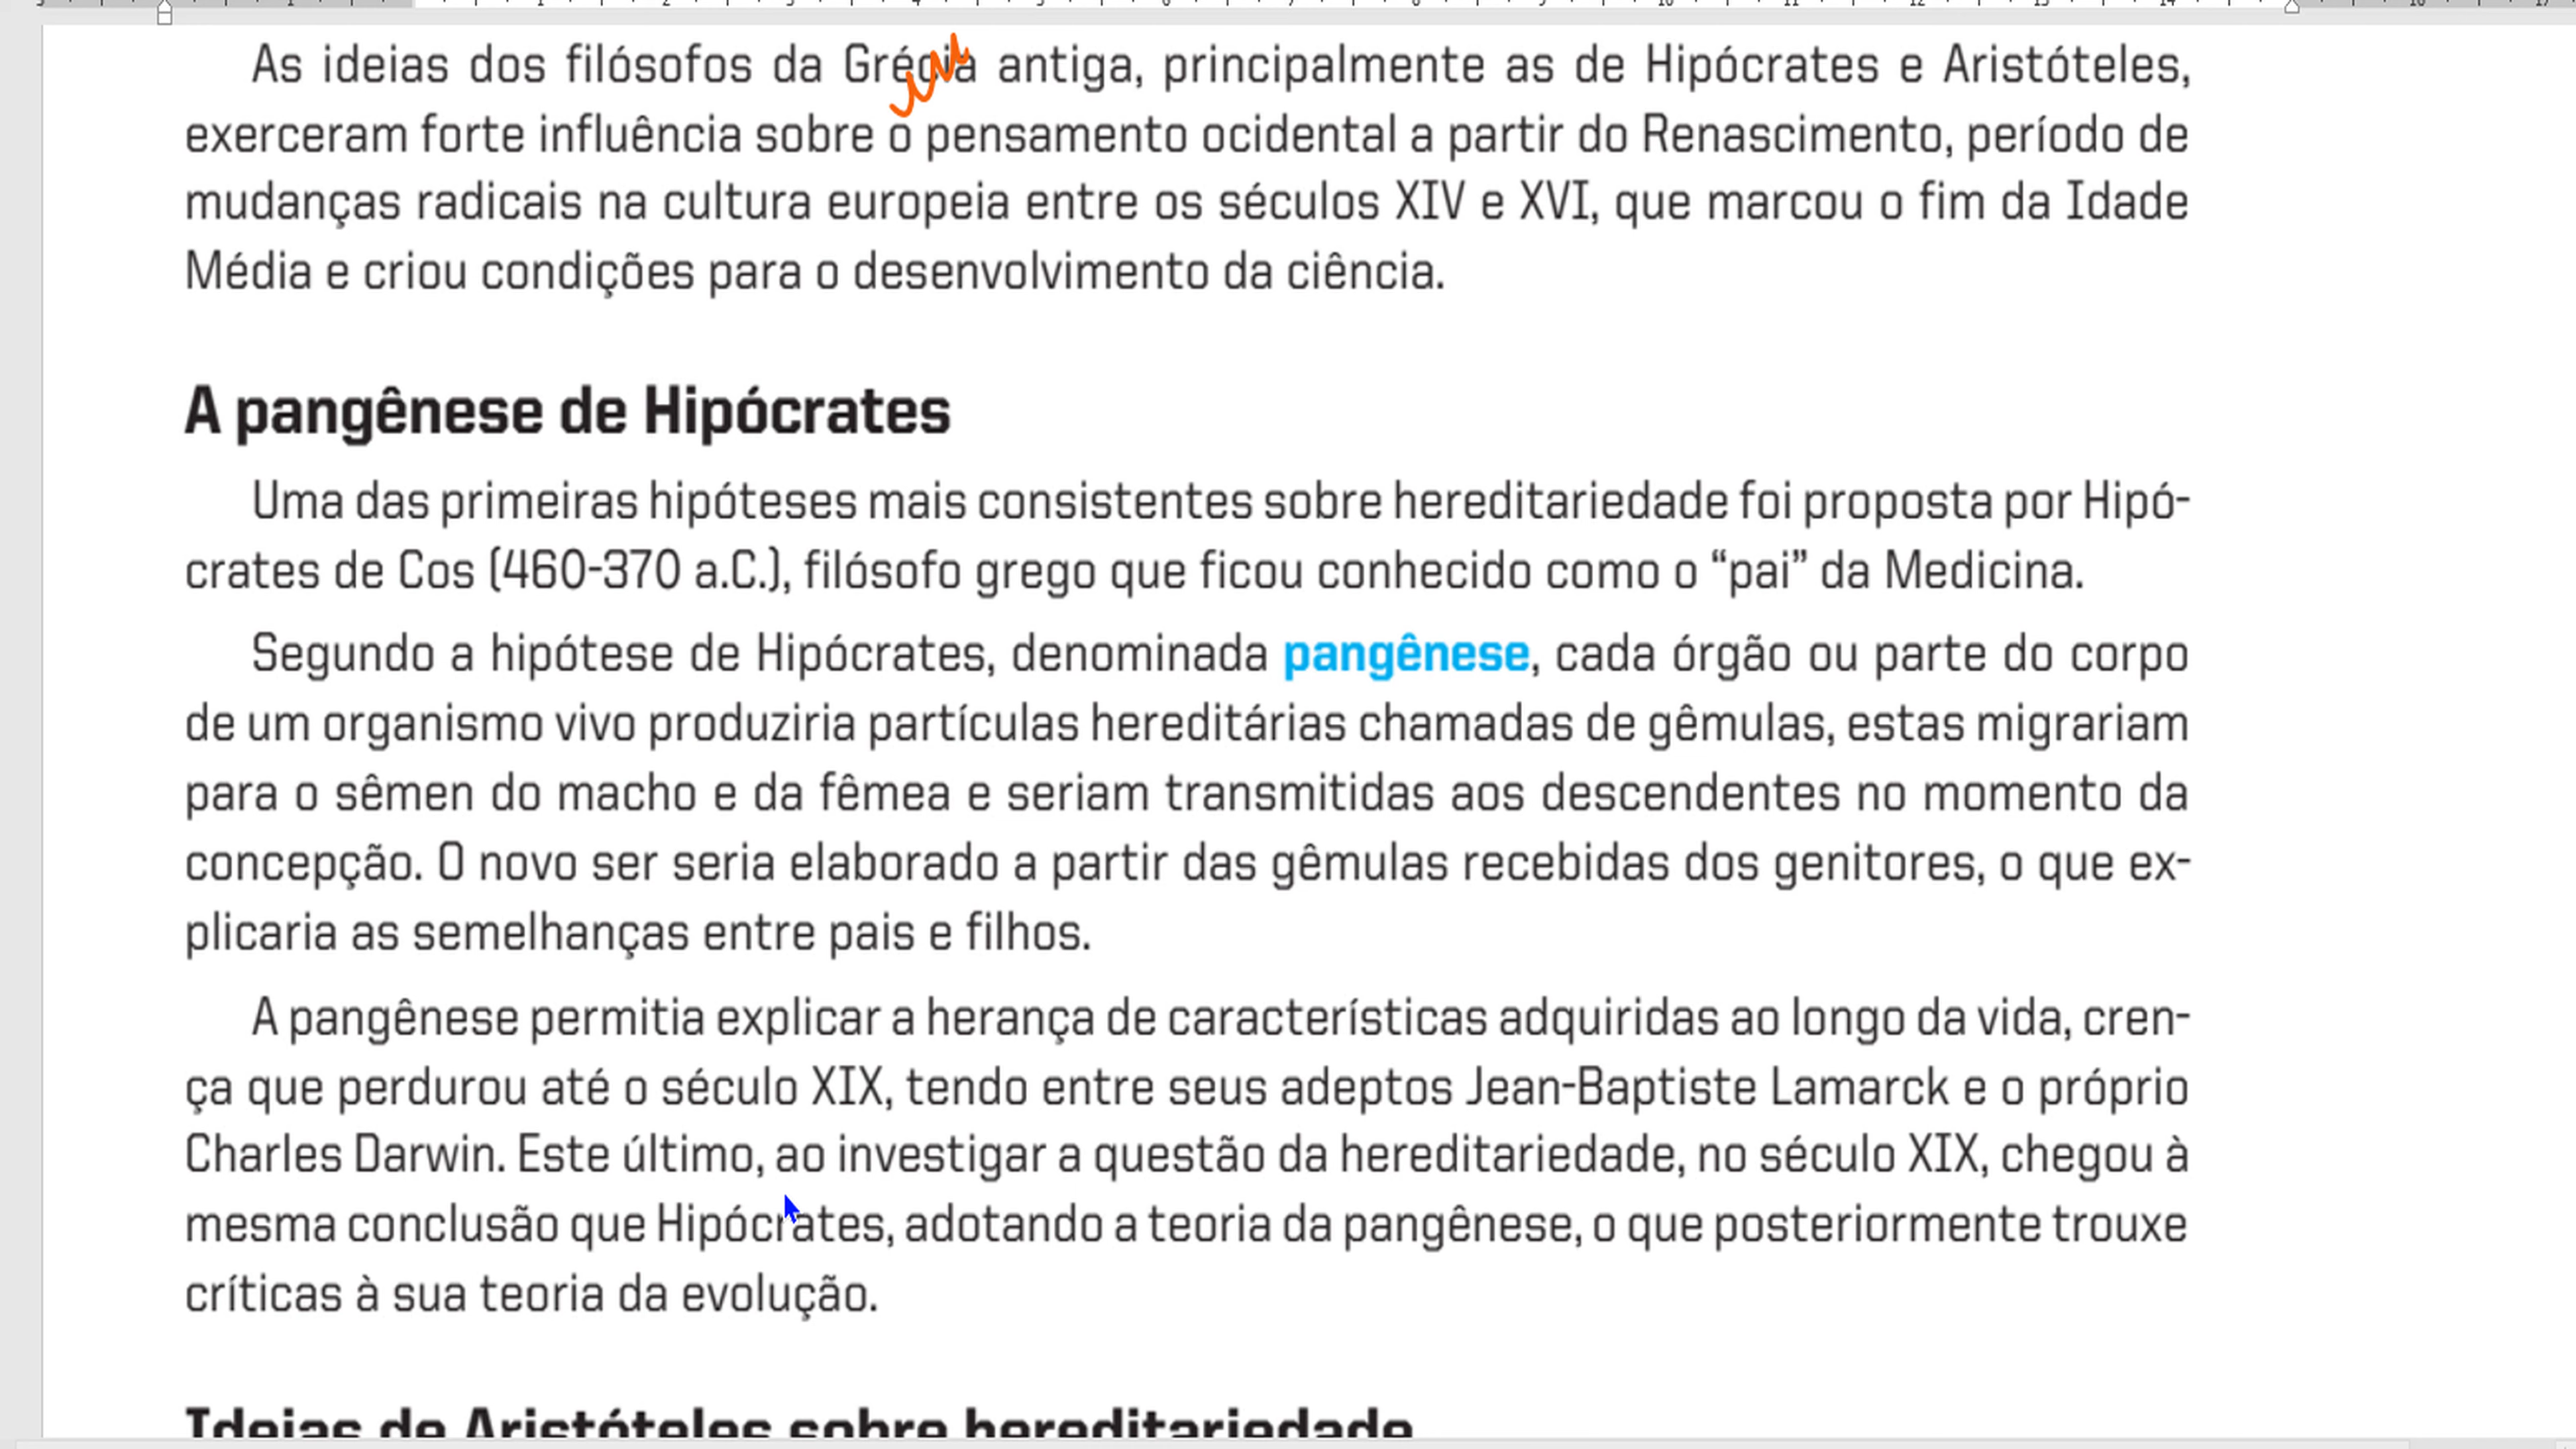 As ideias dos filósofos da Grécia antiga, principalmente as de Hipócrates e Aristóteles,
exerceram forte influência sobre o pensamento ocidental a partir do Renascimento, período de
mudanças radicais na cultura europeia entre os séculos XIV e XVI, que marcou o fim da Idade
Média e criou condições para o desenvolvimento da ciência.
A pangênese de Hipócrates
Uma das primeiras hipóteses mais consistentes sobre hereditariedade foi proposta por Hipó-
crates de Cos (460-370 a.C.), filósofo grego que ficou conhecido como o “pai” da Medicina.
Segundo a hipótese de Hipócrates, denominada pangênese, cada órgão ou parte do corpo
de um organismo vivo produziria partículas hereditárias chamadas de gêmulas, estas migrariam
para o sêmen do macho e da fêmea e seriam transmitidas aos descendentes no momento da
concepção. O novo ser seria elaborado a partir das gêmulas recebidas dos genitores, o que ex-
plicaria as semelhanças entre pais e filhos.
A pangênese permitia explicar a herança de características adquiridas ao longo da vida, cren-
ça que perdurou até o século XIX, tendo entre seus adeptos Jean-Baptiste Lamarck e o próprio
Charles Darwin. Este último, ao investigar a questão da hereditariedade, no século XIX, chegou à
mesma conclusão que Hipócrates, adotando a teoria da pangênese, o que posteriormente trouxe
críticas à sua teoria da evolução.
Ideias de Aristóteles sobre hereditariedade